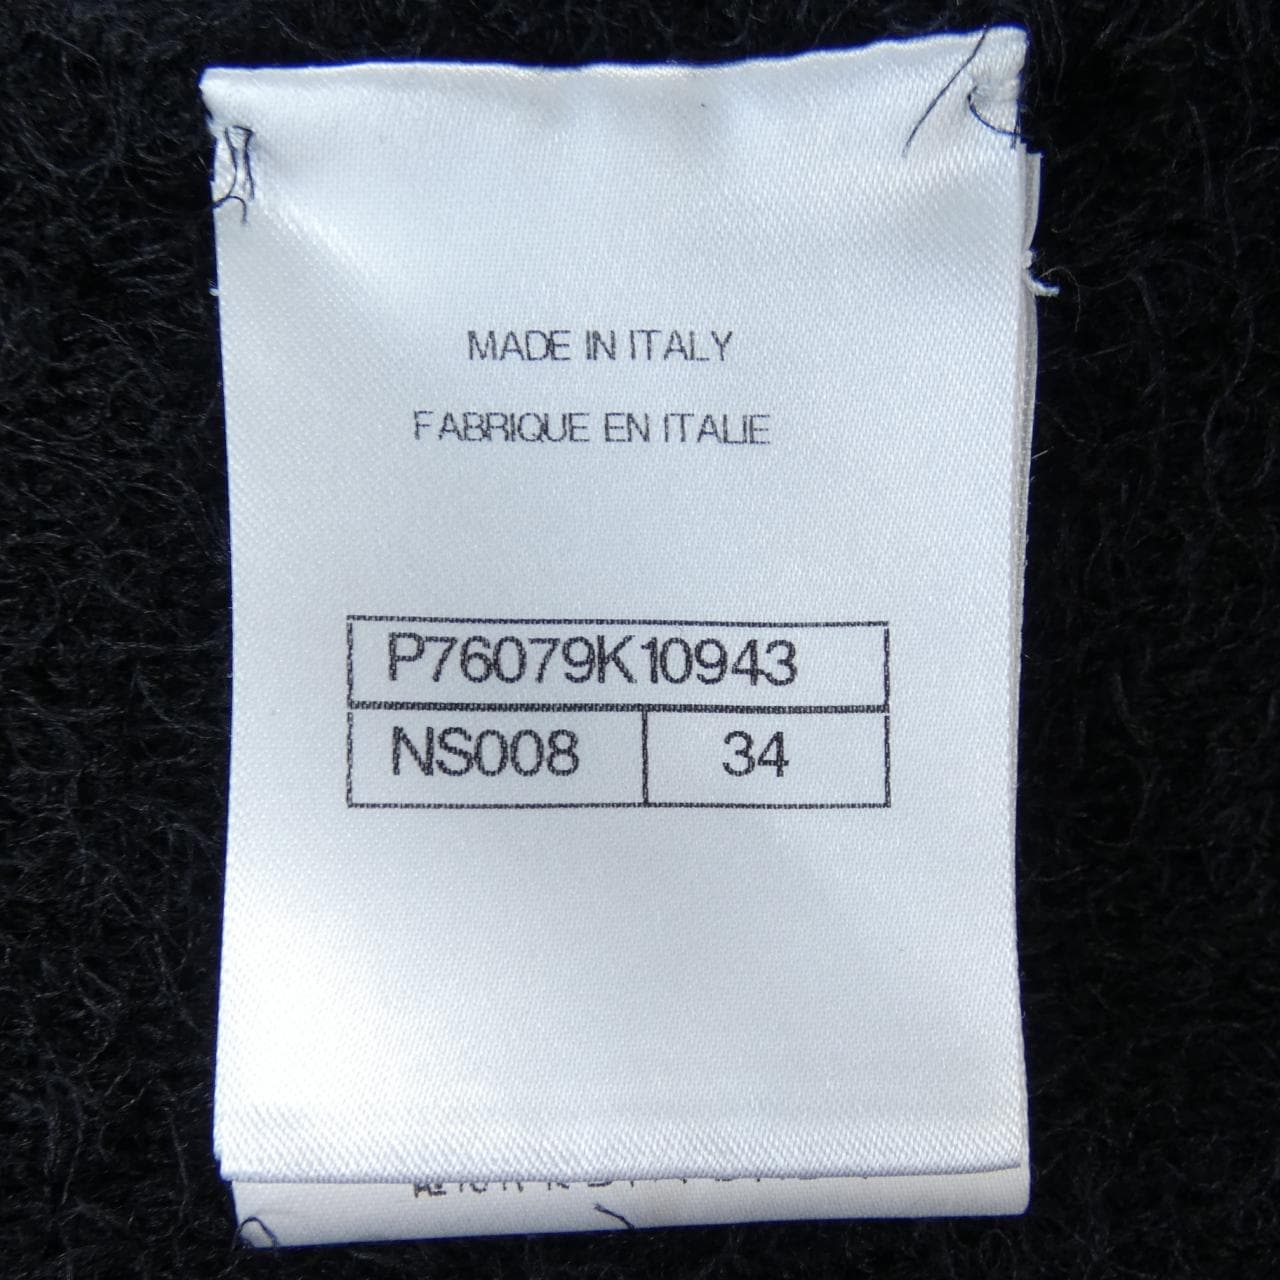 MADE IN ITALY
FABRIQUE EN ITALIE
P76079K10943
NS008 34